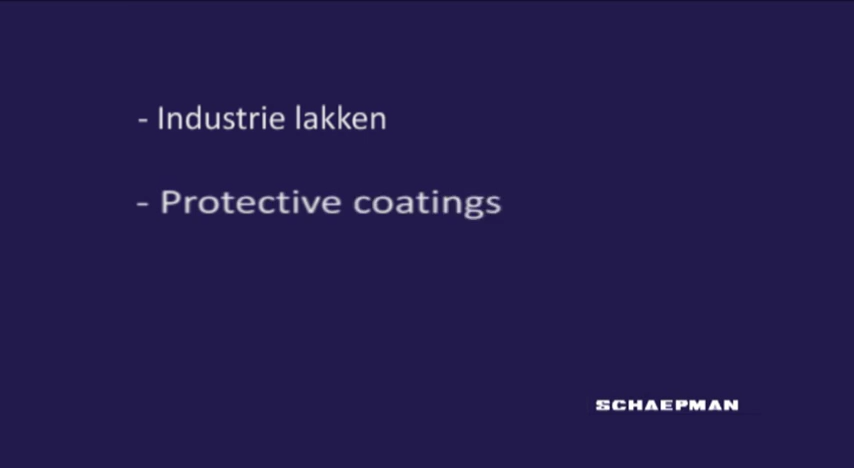 - Industrie lakken
- Protective coatings
SCHAEPMAN